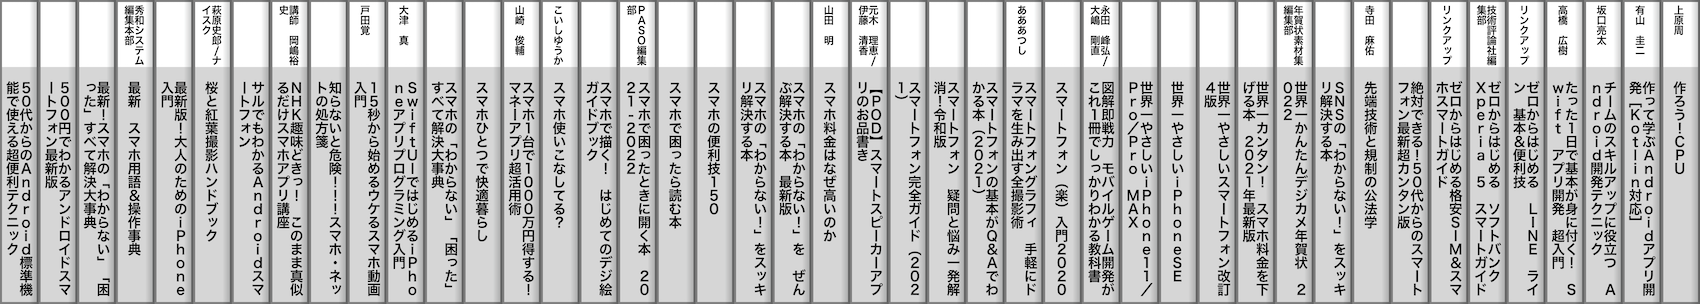 上原周
作ろう！ＣＰＵ
有山　圭二
作って学ぶＡｎｄｒｏｉｄアプリ開
発［Ｋｏｔｌｉｎ対応］
坂口亮太
チームのスキルアップに役立つ　Ａ
ｎｄｒｏｉｄ開発テクニック
高橋　広樹
たった１日で基本が身に付く！　Ｓ
ｗｉｆｔ　アプリ開発　超入門
リンクアップ
ゼロからはじめる　ＬＩＮＥ　ライ
ン　基本＆便利技
技術評論社編
集部
ゼロからはじめる　ソフトバンク
Ｘｐｅｒｉａ　５　スマートガイド
リンクアップ
ゼロからはじめる格安ＳＩＭ＆スマ
ホスマートガイド
絶対できる！５０代からのスマート
フォン最新超カンタン版
寺田　麻佑
先端技術と規制の公法学
ＳＮＳの「わからない！」をスッキ
リ解決する本
年賀状素材集
編集部
世界一かんたんデジカメ年賀状　２
０２２
世界一カンタン！　スマホ料金を下
げる本　２０２１年最新版
世界一やさしいスマートフォン改訂
４版
世界一やさしいｉＰｈｏｎｅＳＥ
世界一やさしいｉＰｈｏｎｅ１１／
Ｐｒｏ／Ｐｒｏ　ＭＡＸ
永田　峰弘/
大嶋　剛直
図解即戦力　モバイルゲーム開発が
これ１冊でしっかりわかる教科書
スマートフォン（楽）入門２０２０
ああつし
スマートフォングラフィ　手軽にド
ラマを生み出す全撮影術
スマートフォンの基本がＱ＆Ａでわ
かる本（２０２１）
スマートフォン　疑問と悩み一発解
消！令和版
スマートフォン完全ガイド（２０２
１）
元木　理恵/
伊藤　清香
【ＰＯＤ】スマートスピーカーアプ
リのお品書き
山田　明
スマホ料金はなぜ高いのか
スマホの「わからない！」を　ぜん
ぶ解決する本　最新版
スマホの「わからない！」をスッキ
リ解決する本
スマホの便利技１５０
スマホで困ったら読む本
ＰＡＳＯ編集
部
スマホで困ったときに開く本　２０
２１-２０２２
スマホで描く！　はじめてのデジ絵
ガイドブック
こいしゆうか
スマホ使いこなしてる？
山崎　俊輔
スマホ１台で１０００万円得する！
マネーアプリ超活用術
スマホひとつで快適暮らし
スマホの「わからない」　「困った」
すべて解決大事典
大津　真
ＳｗｉｆｔＵＩではじめるｉＰｈｏ
ｎｅアプリプログラミング入門
戸田覚
１５秒から始めるウケるスマホ動画
入門
知らないと危険！！！スマホ・ネッ
トの処方箋
講師　岡嶋裕
史
ＮＨＫ趣味どきっ！　このまま真似
るだけスマホアプリ講座
サルでもわかるＡｎｄｒｏｉｄスマ
ートフォン
萩原史郎/ナ
イスク
桜と紅葉撮影ハンドブック
最新版！大人のためのｉＰｈｏｎｅ
入門
秀和システム
編集本部
最新　スマホ用語＆操作事典
最新！スマホの「わからない」　「困
った」すべて解決大事典
５００円でわかるアンドロイドスマ
ートフォン最新版
５０代からのＡｎｄｒｏｉｄ標準機
能で使える超便利テクニック